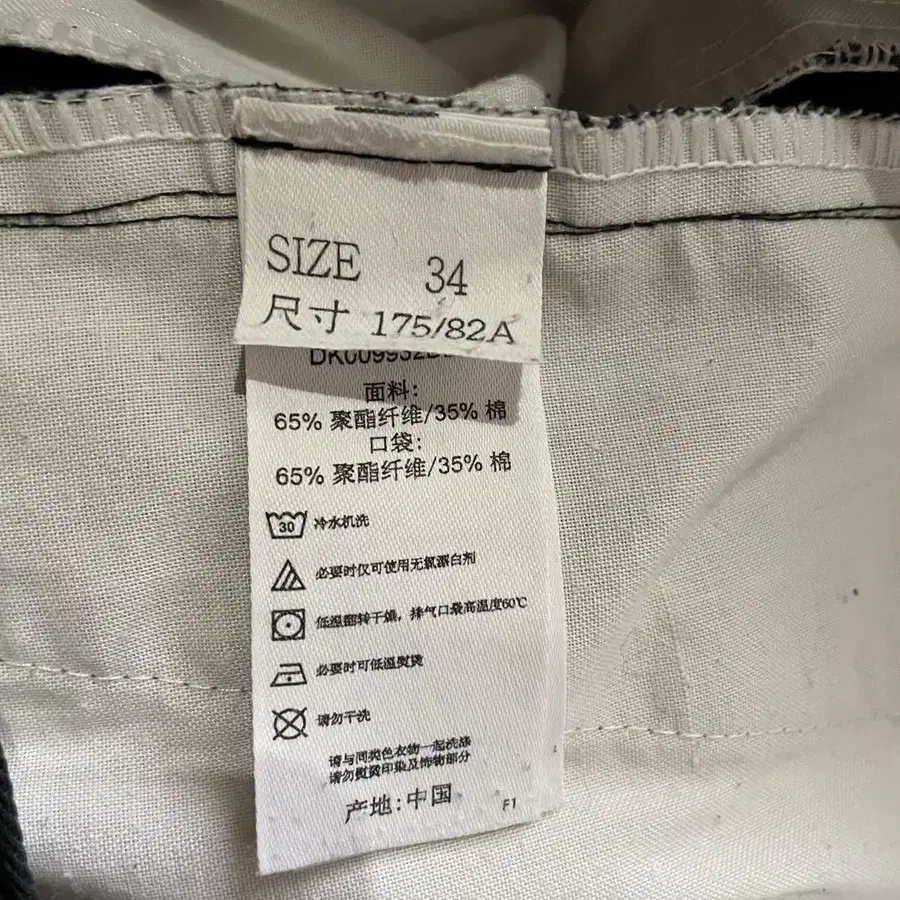 SIZE 34
尺寸 175/82A
面料:
65% 聚酯纤维/35% 棉
口袋:
65% 聚酯纤维/35% 棉
30 冷水机洗
必要时仅可使用无氯漂白剂
低温翻转干燥，排气口最高温度60℃
必要时可低温熨烫
请勿干洗
请与同类色衣物一起洗涤
请勿熨烫印染及饰物部分
产地:中国 F1